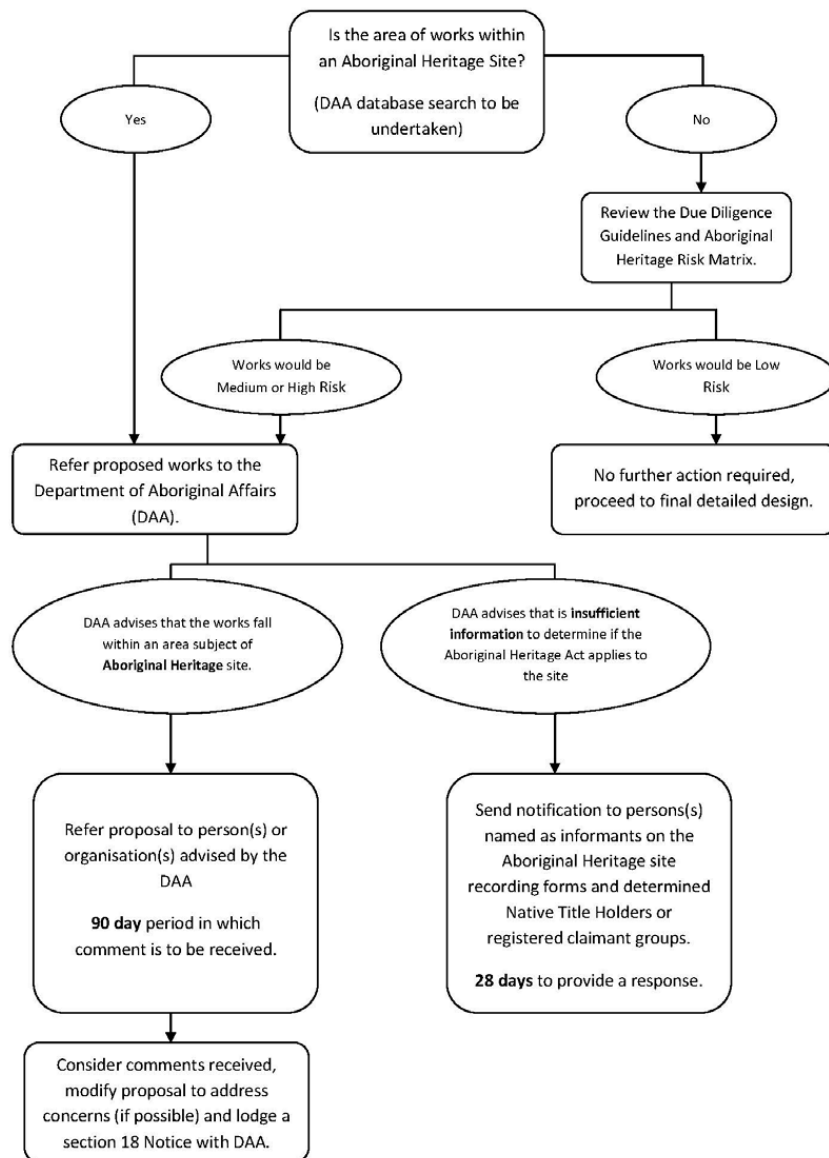 Is the area of works within
an Aboriginal Heritage Site?
(DAA database search to be
undertaken)
Yes
No
Review the Due Diligence
Guidelines and Aboriginal
Heritage Risk Matrix.
Works would be
Medium or High Risk
Works would be Low
Risk
Refer proposed works to the
Department of Aboriginal Affairs
(DAA).
No further action required,
proceed to final detailed design.
DAA advises that the works fall
within an area subject of
Aboriginal Heritage site.
DAA advises that is insufficient
information to determine if the
Aboriginal Heritage Act applies to
the site
Refer proposal to person(s) or
organisation(s) advised by the
DAA
90 day period in which
comment is to be received.
Send notification to persons(s)
named as informants on the
Aboriginal Heritage site
recording forms and determined
Native Title Holders or
registered claimant groups.
28 days to provide a response.
Consider comments received,
modify proposal to address
concerns (if possible) and lodge a
section 18 Notice with DAA.